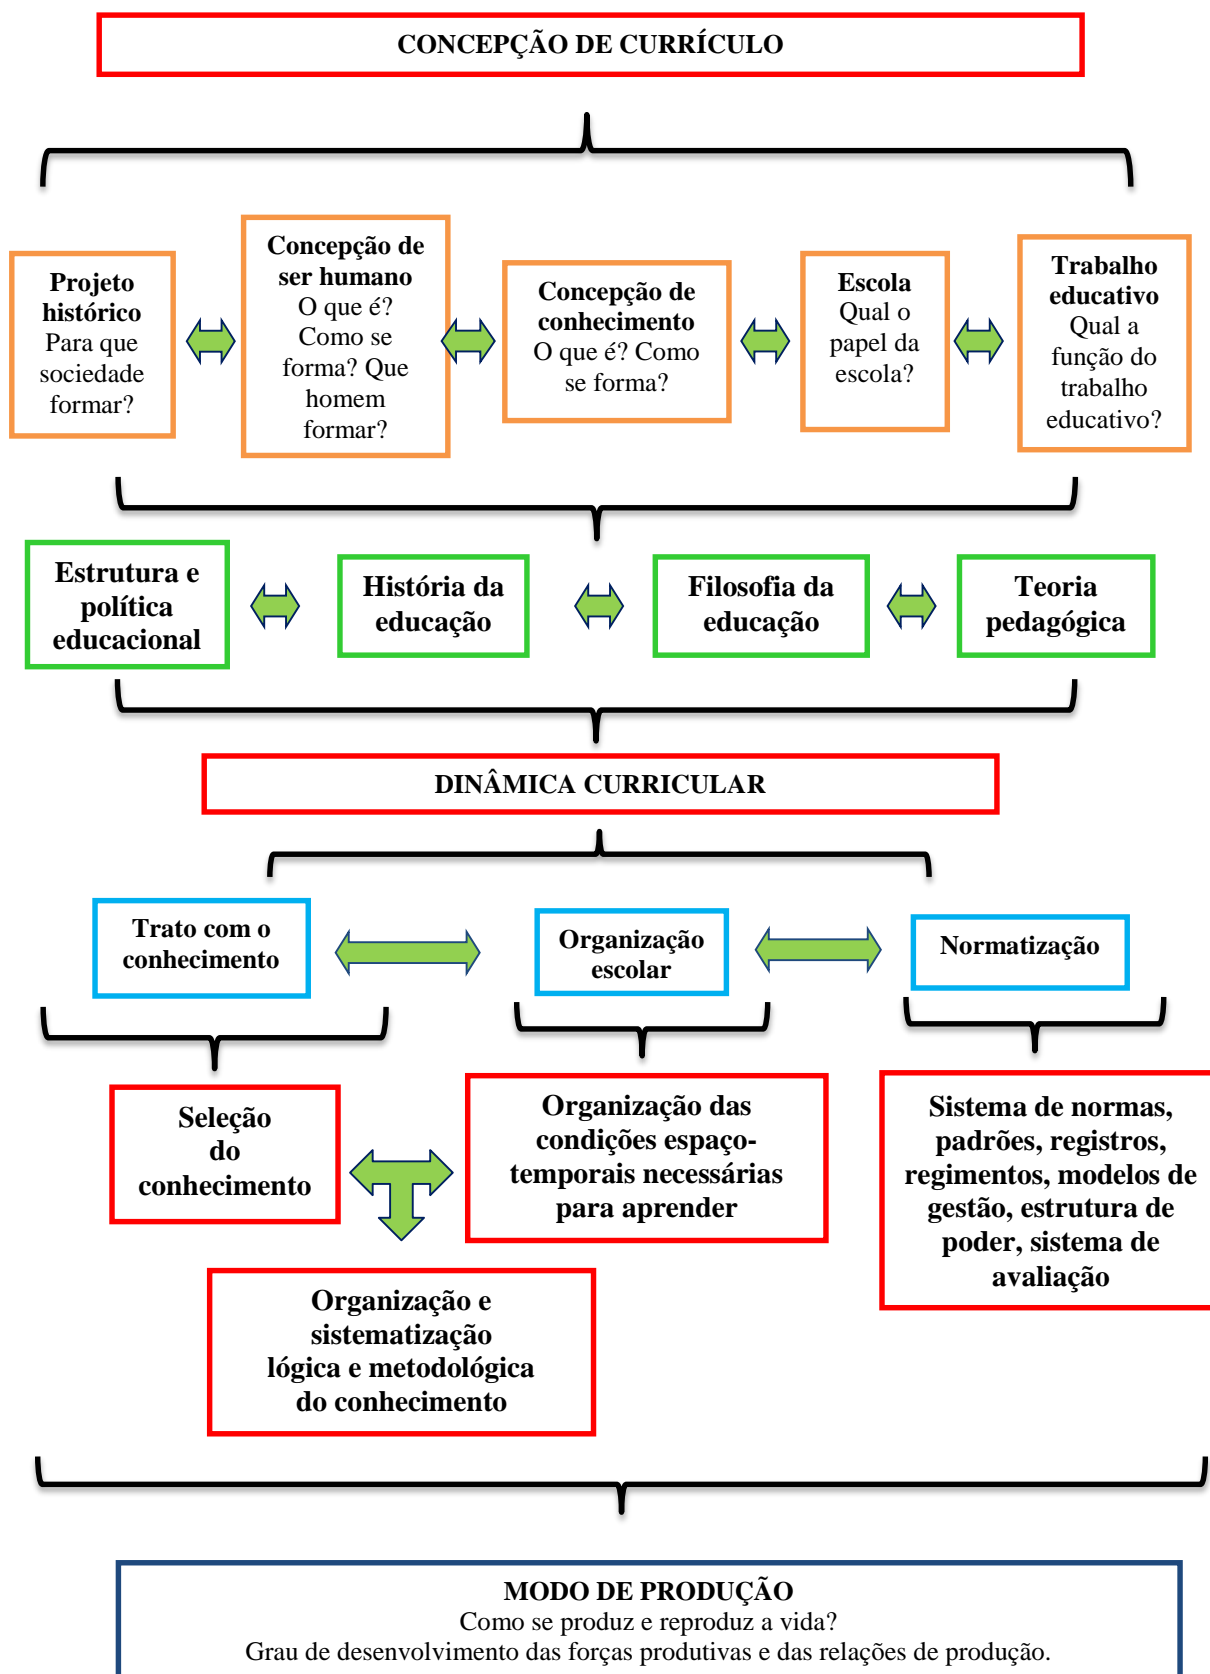 CONCEPÇÃO DE CURRÍCULO
Projeto
histórico
Para que
sociedade
formar?
Concepção de
ser humano
O que é?
Como se
forma? Que
homem
formar?
Concepção de
conhecimento
O que é? Como
se forma?
Escola
Qual o
papel da
escola?
Trabalho
educativo
Qual a
função do
trabalho
educativo?
Estrutura e
política
educacional
História da
educação
Filosofia da
educação
Teoria
pedagógica
DINÂMICA CURRICULAR
Trato com o
conhecimento
Organização
escolar
Normatização
Seleção
do
conhecimento
Organização das
condições espaço-
temporais necessárias
para aprender
Sistema de normas,
padrões, registros,
regimentos, modelos de
gestão, estrutura de
poder, sistema de
avaliação
Organização e
sistematização
lógica e metodológica
do conhecimento
MODO DE PRODUÇÃO
Como se produz e reproduz a vida?
Grau de desenvolvimento das forças produtivas e das relações de produção.